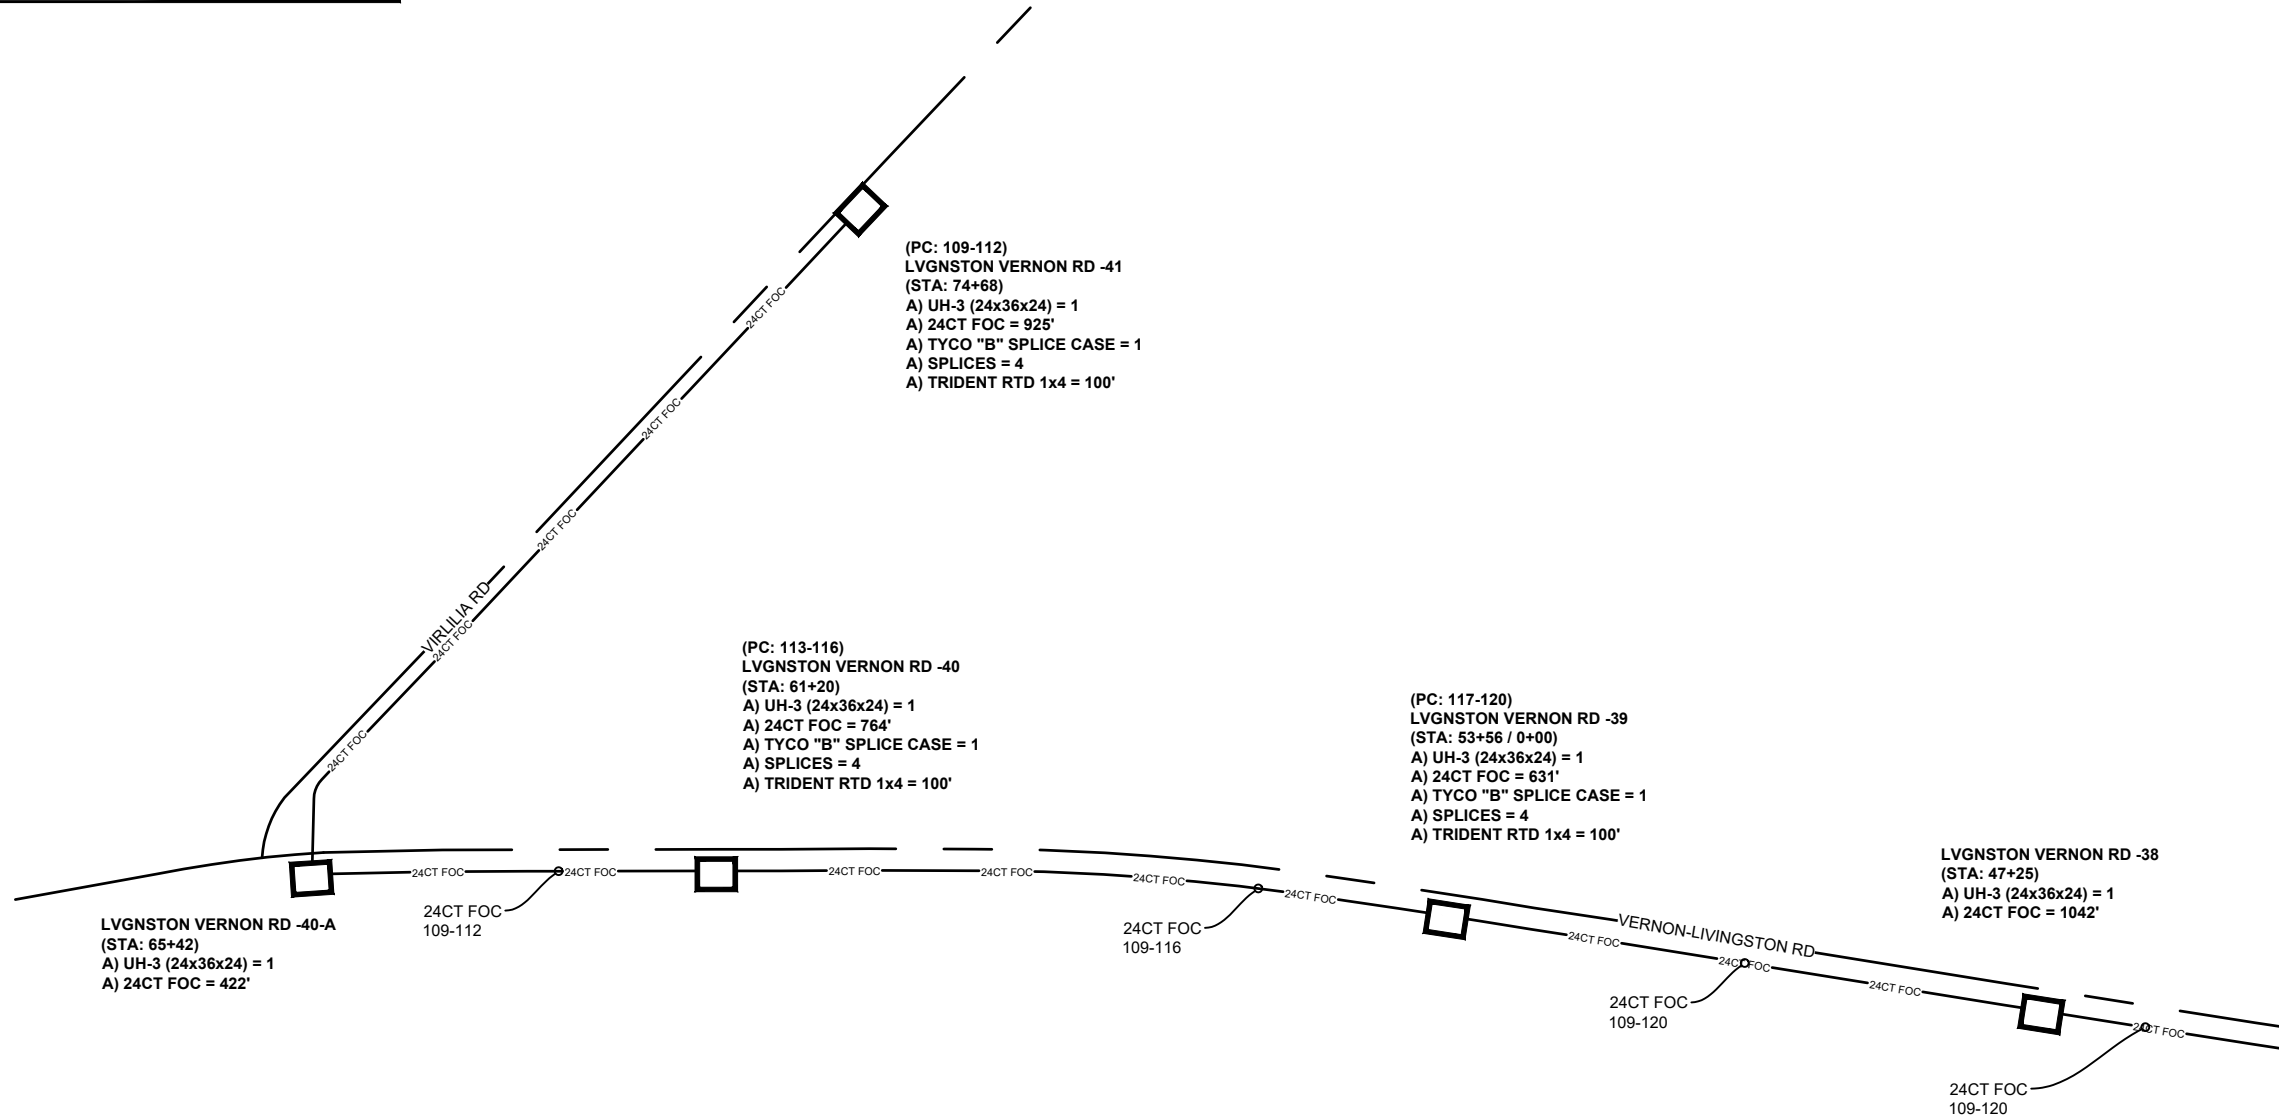 (PC: 109-112)
LVGNSTON VERNON RD -41
(STA: 74+68)
A) UH-3 (24x36x24) = 1
A) 24CT FOC = 925'
A) TYCO "B" SPLICE CASE = 1
A) SPLICES = 4
A) TRIDENT RTD 1x4 = 100'
24CT FOC
24CT FOC
24CT FOC
VIRLILIA RD
24CT FOC
24CT FOC
(PC: 113-116)
LVGNSTON VERNON RD -40
(STA: 61+20)
A) UH-3 (24x36x24) = 1
A) 24CT FOC = 764'
A) TYCO "B" SPLICE CASE = 1
A) SPLICES = 4
A) TRIDENT RTD 1x4 = 100'
(PC: 117-120)
LVGNSTON VERNON RD -39
(STA: 53+56 / 0+00)
A) UH-3 (24x36x24) = 1
A) 24CT FOC = 631'
A) TYCO "B" SPLICE CASE = 1
A) SPLICES = 4
A) TRIDENT RTD 1x4 = 100'
LVGNSTON VERNON RD -38
(STA: 47+25)
A) UH-3 (24x36x24) = 1
A) 24CT FOC = 1042'
24CT FOC
24CT FOC
24CT FOC
24CT FOC
24CT FOC
24CT FOC
VERNON-LIVINGSTON RD
24CT FOC
24CT FOC
24CT FOC
24CT FOC
LVGNSTON VERNON RD -40-A
(STA: 65+42)
A) UH-3 (24x36x24) = 1
A) 24CT FOC = 422'
24CT FOC
109-112
24CT FOC
109-116
24CT FOC
109-120
24CT FOC
109-120